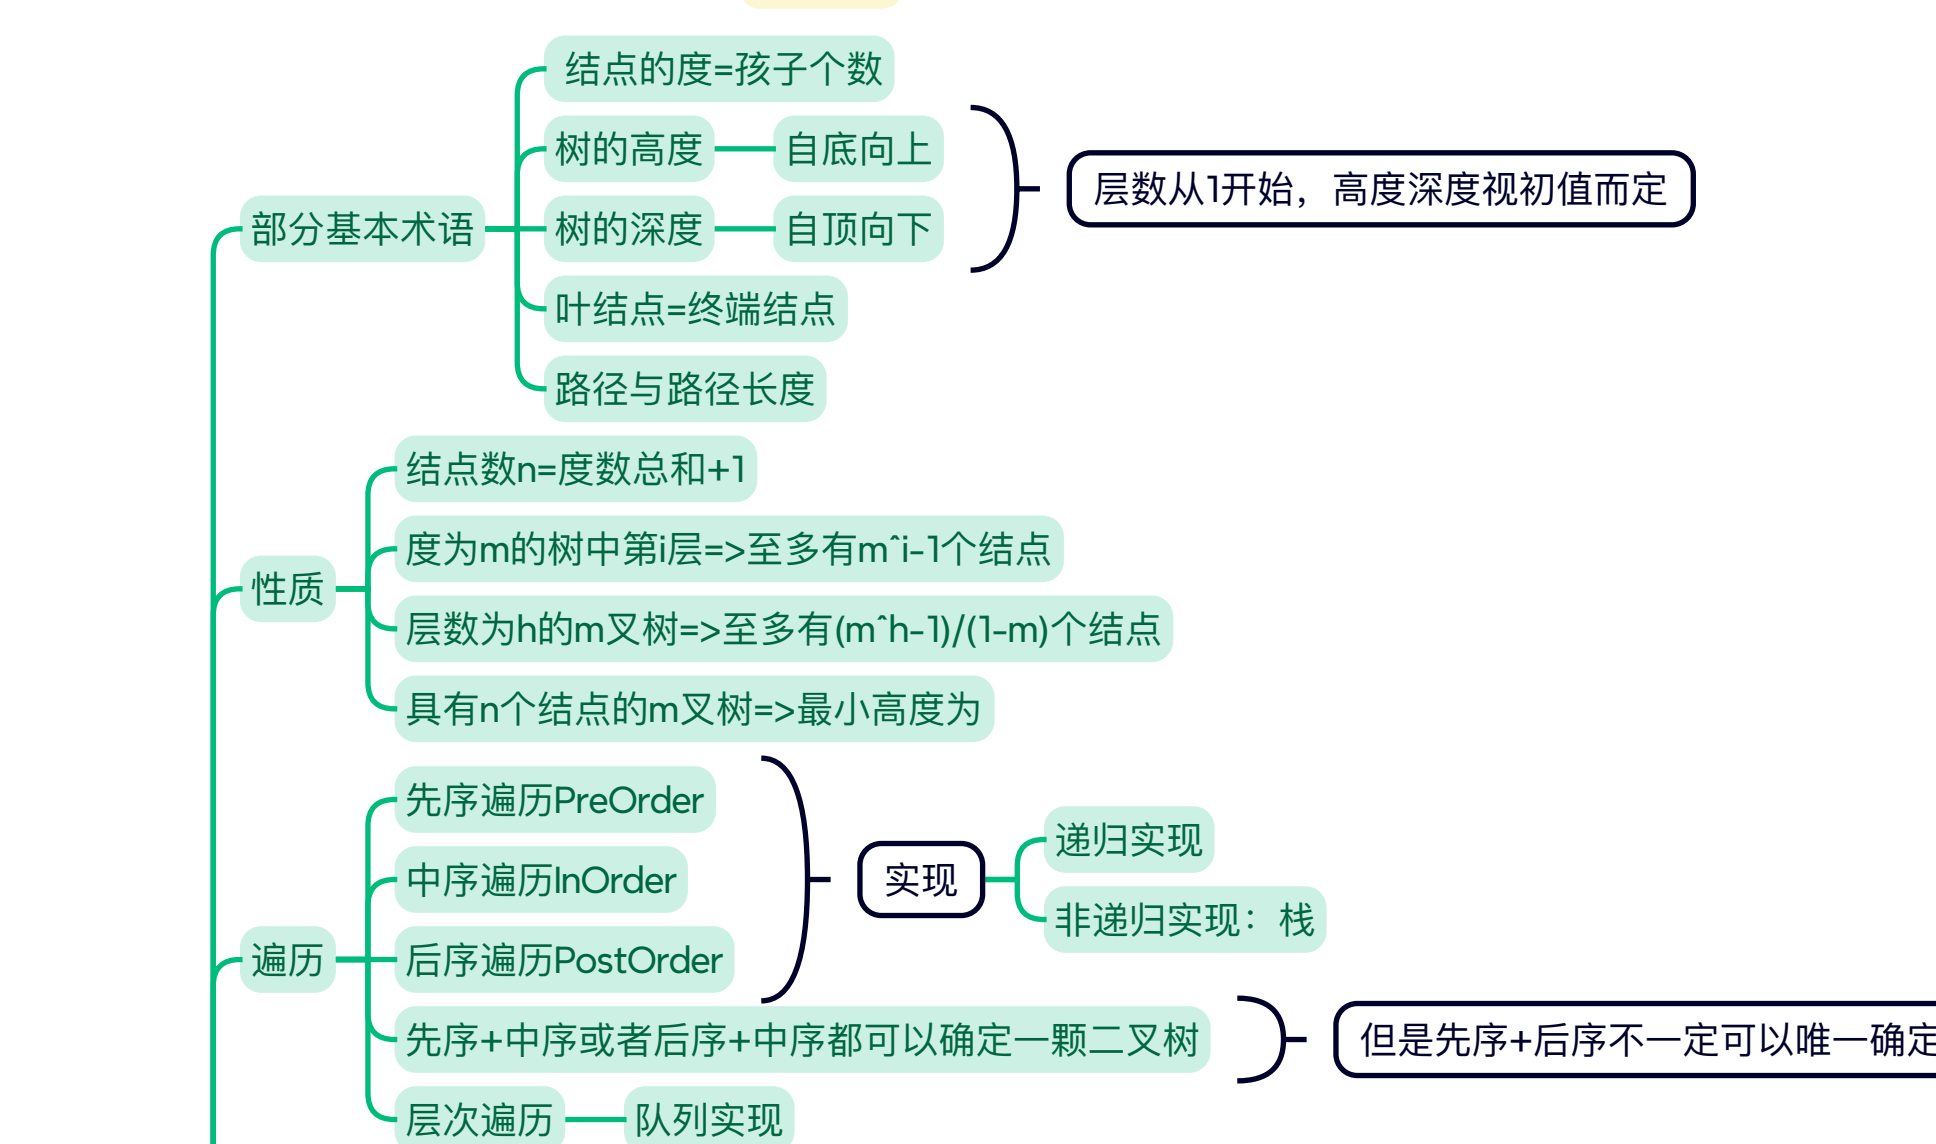 结点的度=孩子个数
树的高度
自底向上
层数从1开始，高度深度视初值而定
部分基本术语
树的深度
自顶向下
叶结点=终端结点
路径与路径长度
结点数n=度数总和+1
度为m的树中第i层=>至多有m^i-1个结点
性质
层数为h的m叉树=>至多有(m^h-1)/(1-m)个结点
具有n个结点的m叉树=>最小高度为
先序遍历PreOrder
递归实现
中序遍历InOrder
实现
非递归实现：栈
遍历
后序遍历PostOrder
先序+中序或者后序+中序都可以确定一颗二叉树
但是先序+后序不一定可以唯一确定
层次遍历
队列实现